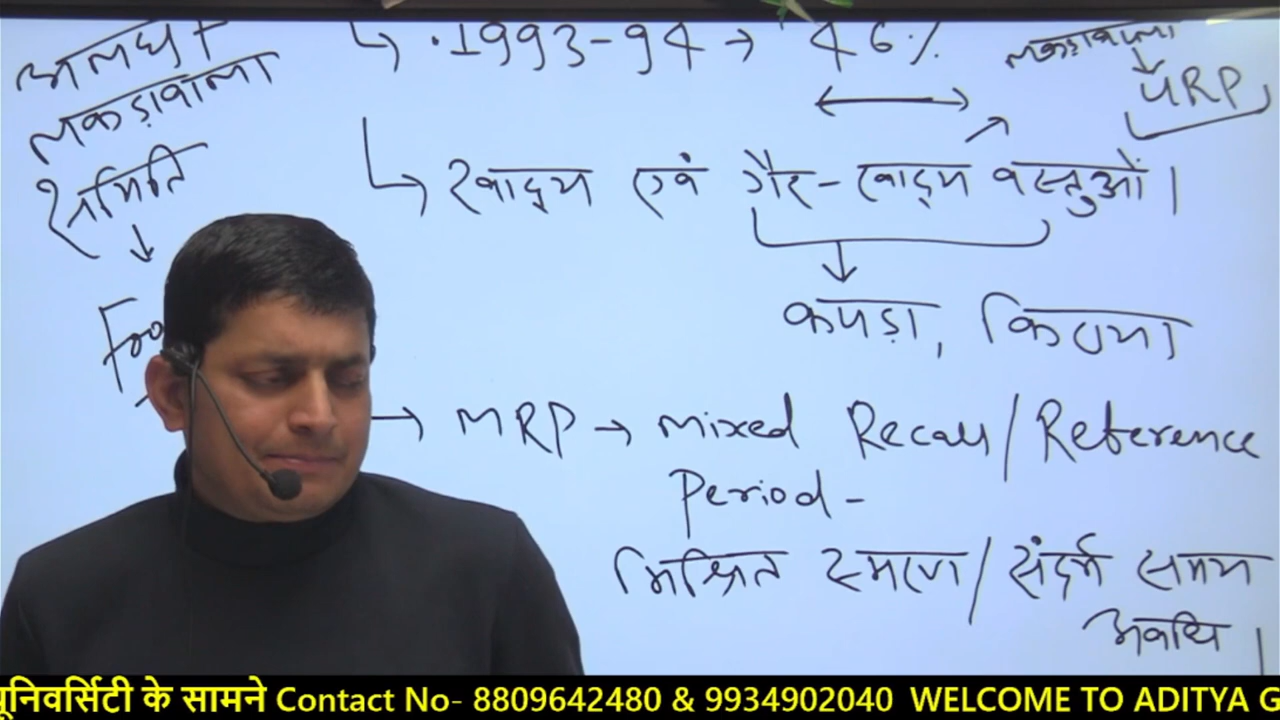 अलघ।
लकड़ावाला
समिति
↓
Foo
↳ . 1993-94 → 46%
लकड़ावाला
↓
URP
↳ खाद्य एवं गैर-खाद्य वस्तुओं।
कपड़ा, किराया
→ MRP → Mixed Recall/Reference
Period -
मिश्रित स्मरण/संदर्भ समय
अवधि।
यूनिवर्सिटी के सामने Contact No- 8809642480 & 9934902040 WELCOME TO ADITYA G